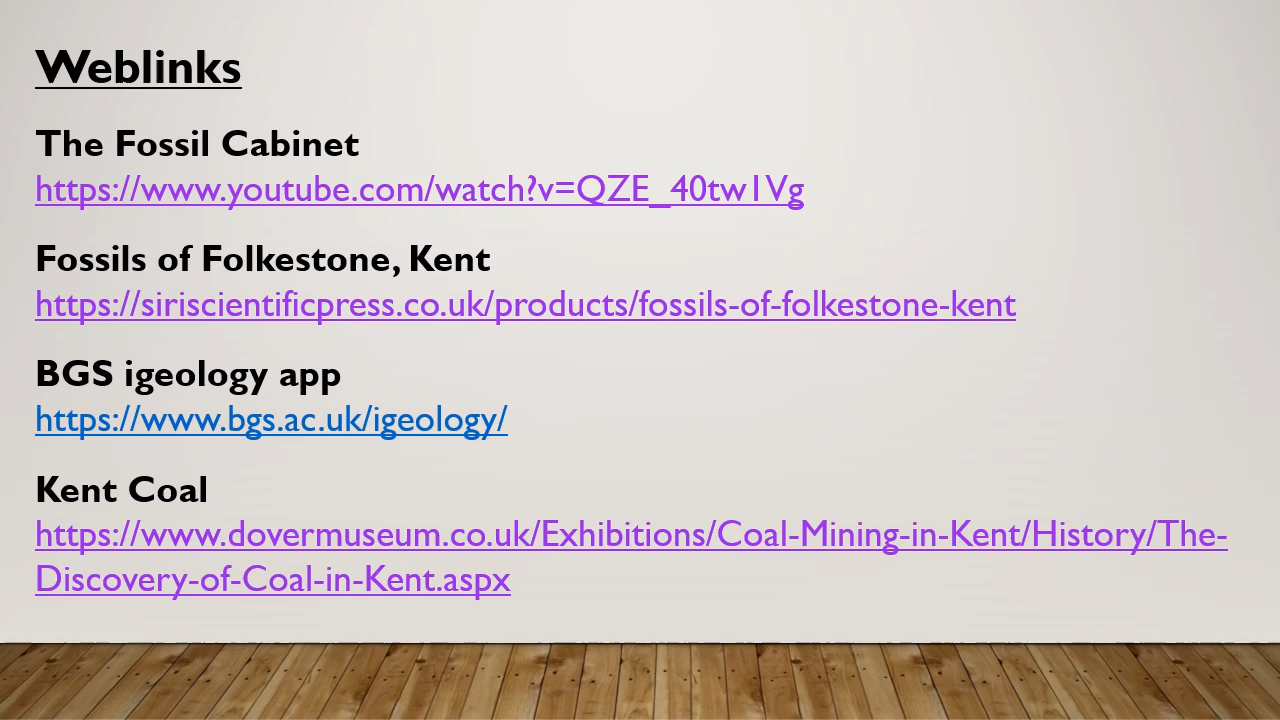 Weblinks
The Fossil Cabinet
https://www.youtube.com/watch?v=QZE_40tw1Vg
Fossils of Folkestone, Kent
https://siriscientificpress.co.uk/products/fossils-of-folkestone-kent
BGS igeology app
https://www.bgs.ac.uk/igeology/
Kent Coal
https://www.dovermuseum.co.uk/Exhibitions/Coal-Mining-in-Kent/History/The-
Discovery-of-Coal-in-Kent.aspx